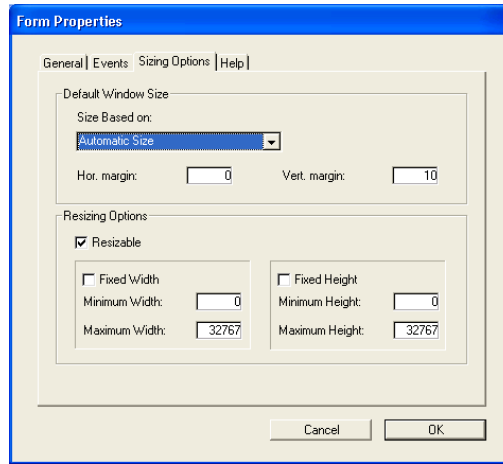 Form Properties
General Events Sizing Options Help
Default Window Size
Size Based on:
Automatic Size
Hor. margin: 0 Vert. margin: 10
Resizing Options
Resizable
Fixed Width Fixed Height
Minimum Width: 0 Minimum Height: 0
Maximum Width: 32767 Maximum Height: 32767
Cancel OK